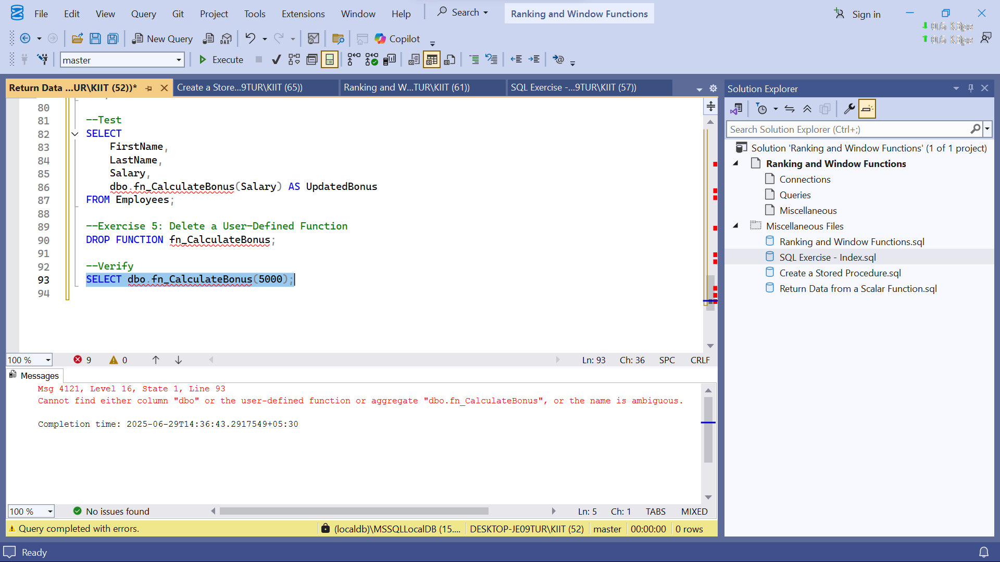 File Edit View Query Git Project Tools Extensions Window Help Search Ranking and Window Functions Sign in
New Query DAX Copilot
master Execute
Return Data ...UR\KIIT (52))* Create a Store...9TUR\KIIT (65)) Ranking and W...TUR\KIIT (61)) SQL Exercise -...9TUR\KIIT (57))
80
81 --Test
82 SELECT
83 FirstName,
84 LastName,
85 Salary,
86 dbo.fn_CalculateBonus(Salary) AS UpdatedBonus
87 FROM Employees;
88
89 --Exercise 5: Delete a User-Defined Function
90 DROP FUNCTION fn_CalculateBonus;
91
92 --Verify
93 SELECT dbo.fn_CalculateBonus(5000);
94
100 % 9 0 Ln: 93 Ch: 36 SPC CRLF
Messages
Msg 4121, Level 16, State 1, Line 93
Cannot find either column "dbo" or the user-defined function or aggregate "dbo.fn_CalculateBonus", or the name is ambiguous.
Completion time: 2025-06-29T14:36:43.2917549+05:30
100 % No issues found Ln: 5 Ch: 1 TABS MIXED
Query completed with errors. (localdb)\MSSQLLocalDB (15.... DESKTOP-JE09TUR\KIIT (52) master 00:00:00 0 rows
Solution Explorer
Search Solution Explorer (Ctrl+;)
Solution 'Ranking and Window Functions' (1 of 1 project)
Ranking and Window Functions
Connections
Queries
Miscellaneous
Miscellaneous Files
Ranking and Window Functions.sql
SQL Exercise - Index.sql
Create a Stored Procedure.sql
Return Data from a Scalar Function.sql
Ready